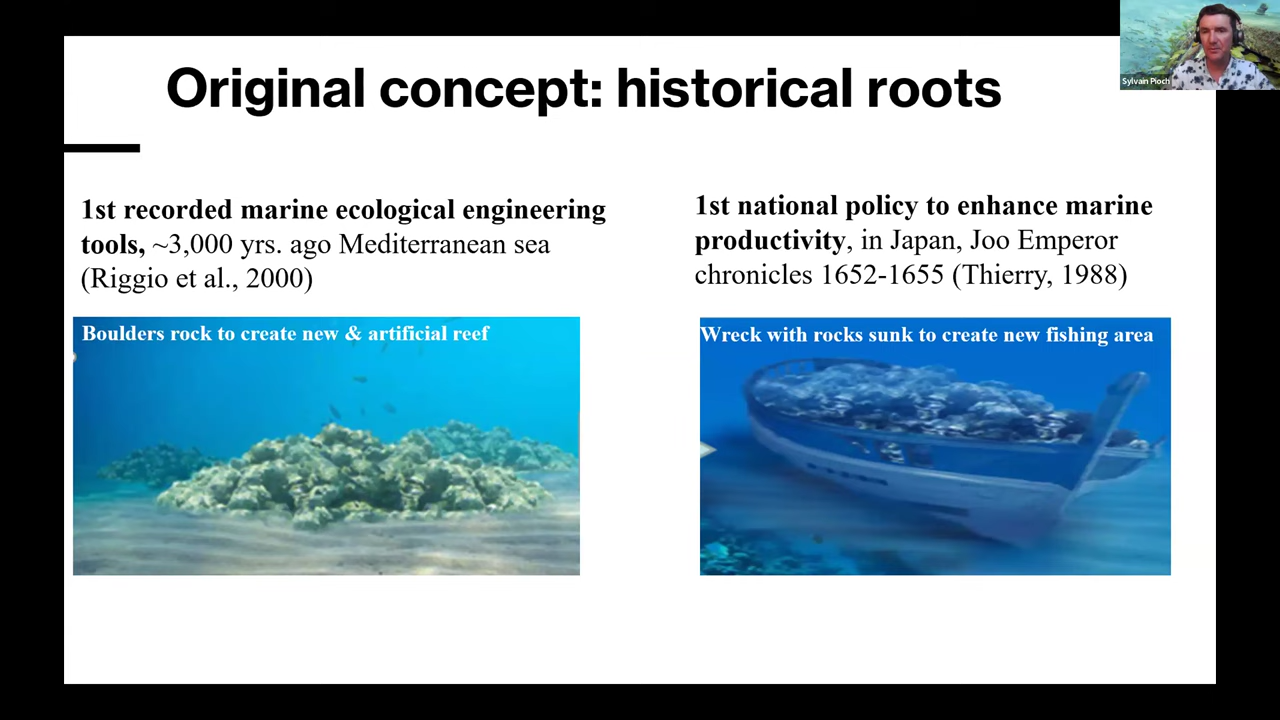 Original concept: historical roots
1st recorded marine ecological engineering
tools, ~3,000 yrs. ago Mediterranean sea
(Riggio et al., 2000)
Boulders rock to create new & artificial reef
1st national policy to enhance marine
productivity, in Japan, Joo Emperor
chronicles 1652-1655 (Thierry, 1988)
Wreck with rocks sunk to create new fishing area
Sylvain Pioch